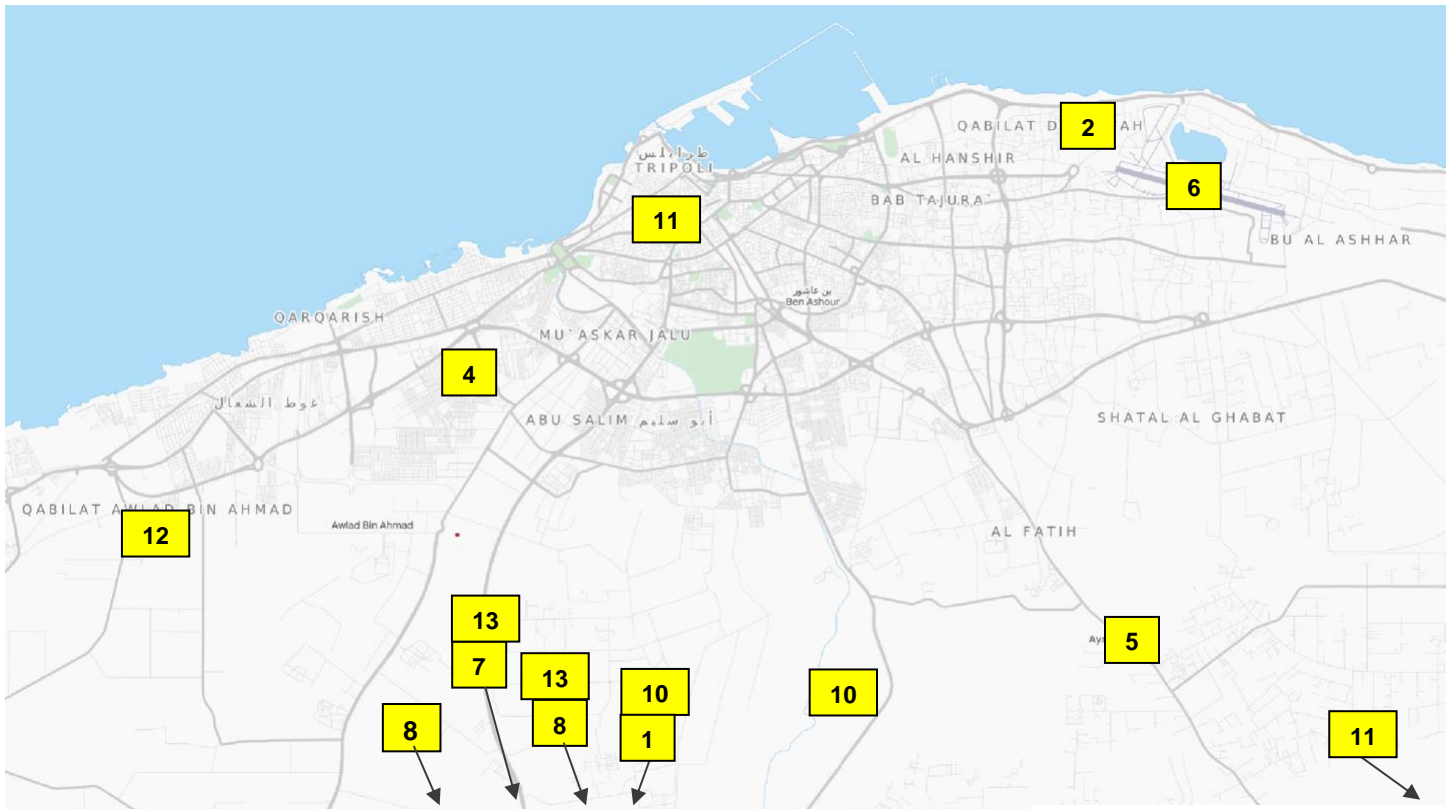 QABILAT D
AH
2
AL HANSHIR
طرابلس
TRIPOLI
6
BAB TAJURA`
11
BU AL ASHHAR
بن عاشور
Ben Ashour
QARQARISH
MU`ASKAR JALU
4
غوط الشعال
ABU SALIM أبو سليم
SHATAL AL GHABAT
QABILAT AWLAD BIN AHMAD
12
Awlad Bin Ahmad
AL FATIH
13
7
13
8
8
10
1
10
Ay
5
11